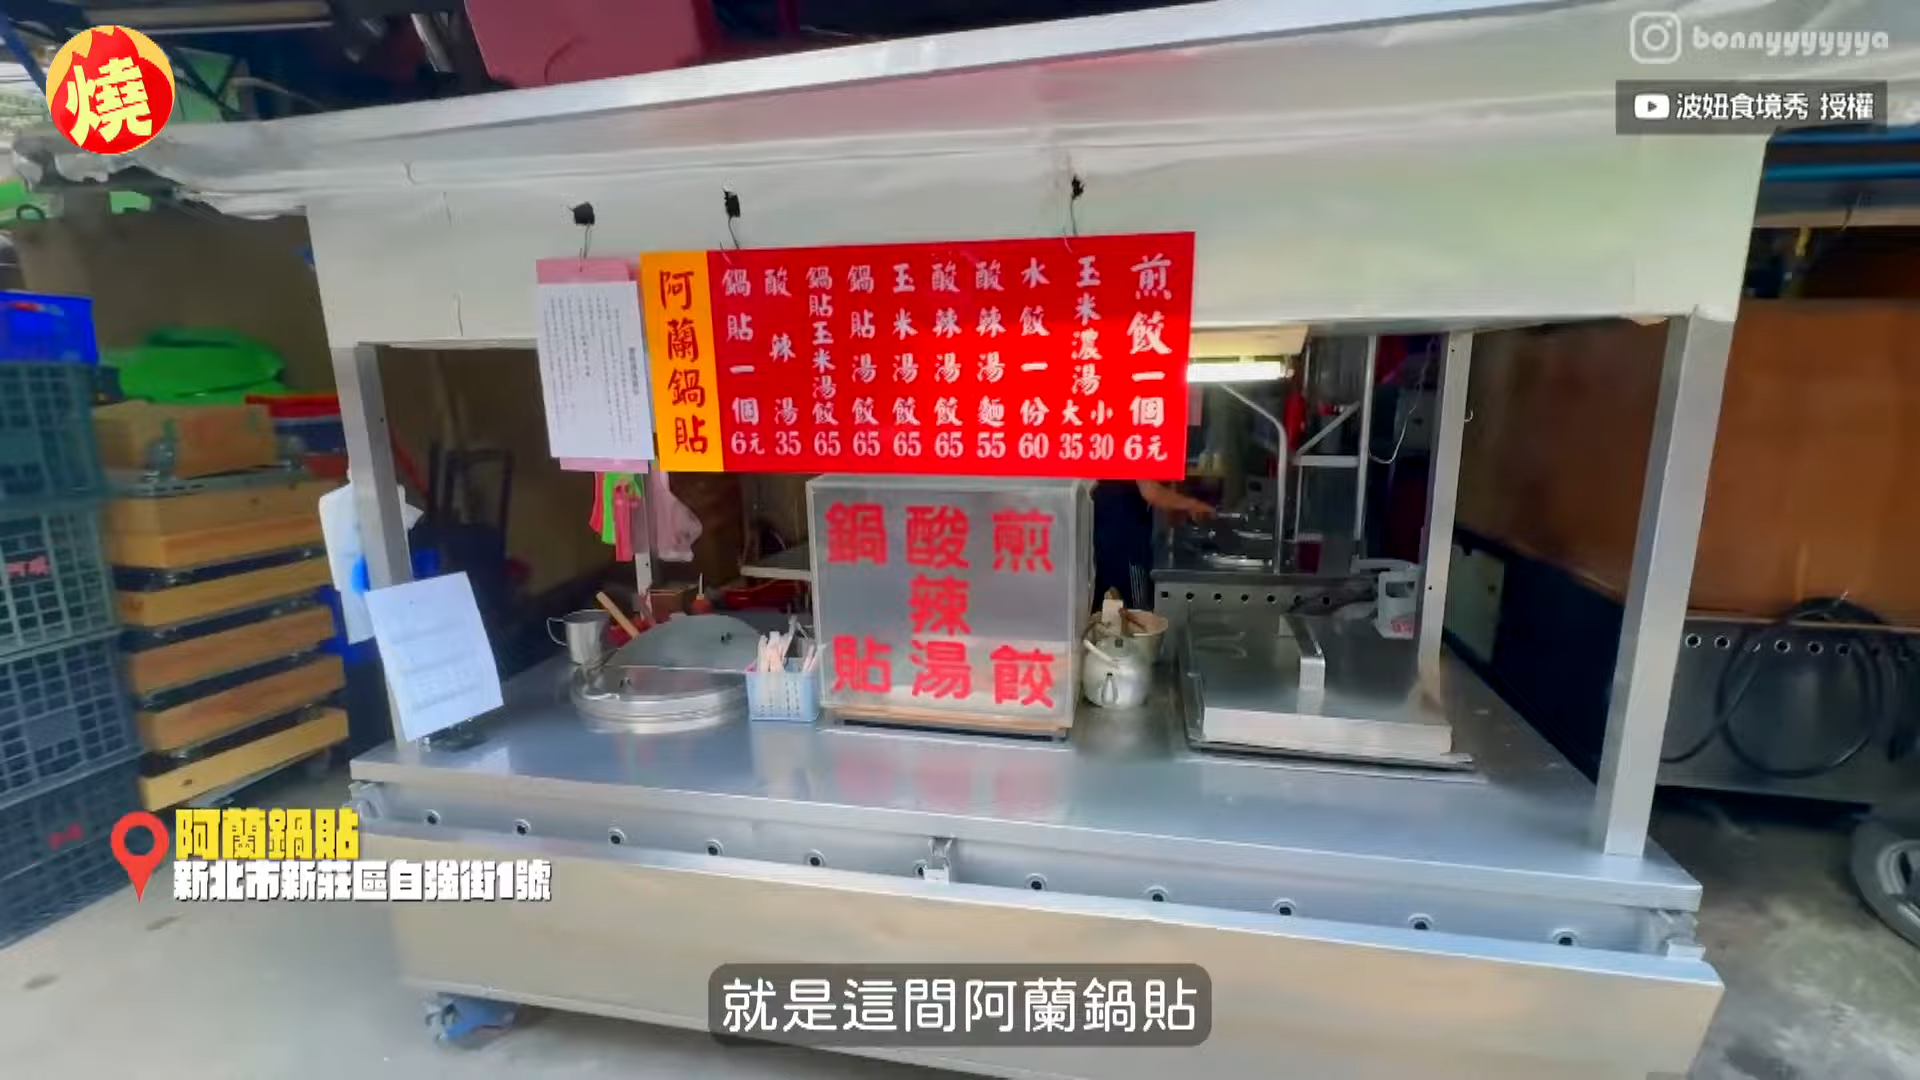 燒
bonnyyyyyya
波妞食境秀 授權
阿蘭鍋貼
鍋貼一個6元
酸辣湯35
鍋貼玉米湯餃65
鍋貼湯餃65
玉米湯餃65
酸辣湯餃65
酸辣湯麵55
水餃一份60
玉米濃湯大35小30
煎餃一個6元
鍋貼
酸辣湯
煎餃
阿蘭鍋貼
新北市新莊區自強街1號
就是這間阿蘭鍋貼